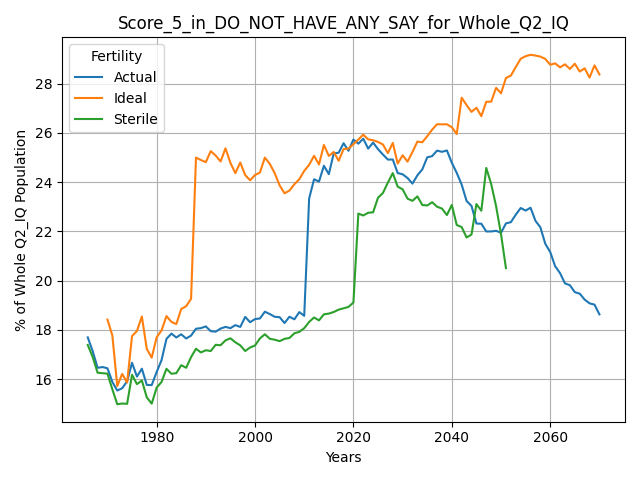 Score_5_in_DO_NOT_HAVE_ANY_SAY_for_Whole_Q2_IQ
Fertility
Actual
Ideal
Sterile
% of Whole Q2_IQ Population
28
26
24
22
20
18
16
1980
2000
2020
2040
2060
Years